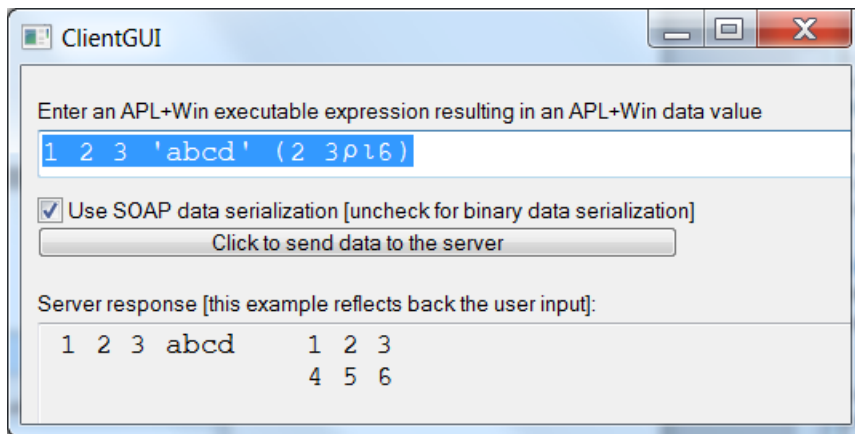 ClientGUI
Enter an APL+Win executable expression resulting in an APL+Win data value
1 2 3 'abcd' (2 3⍴⍳6)
Use SOAP data serialization [uncheck for binary data serialization]
Click to send data to the server
Server response [this example reflects back the user input]:
1 2 3 abcd 1 2 3
4 5 6